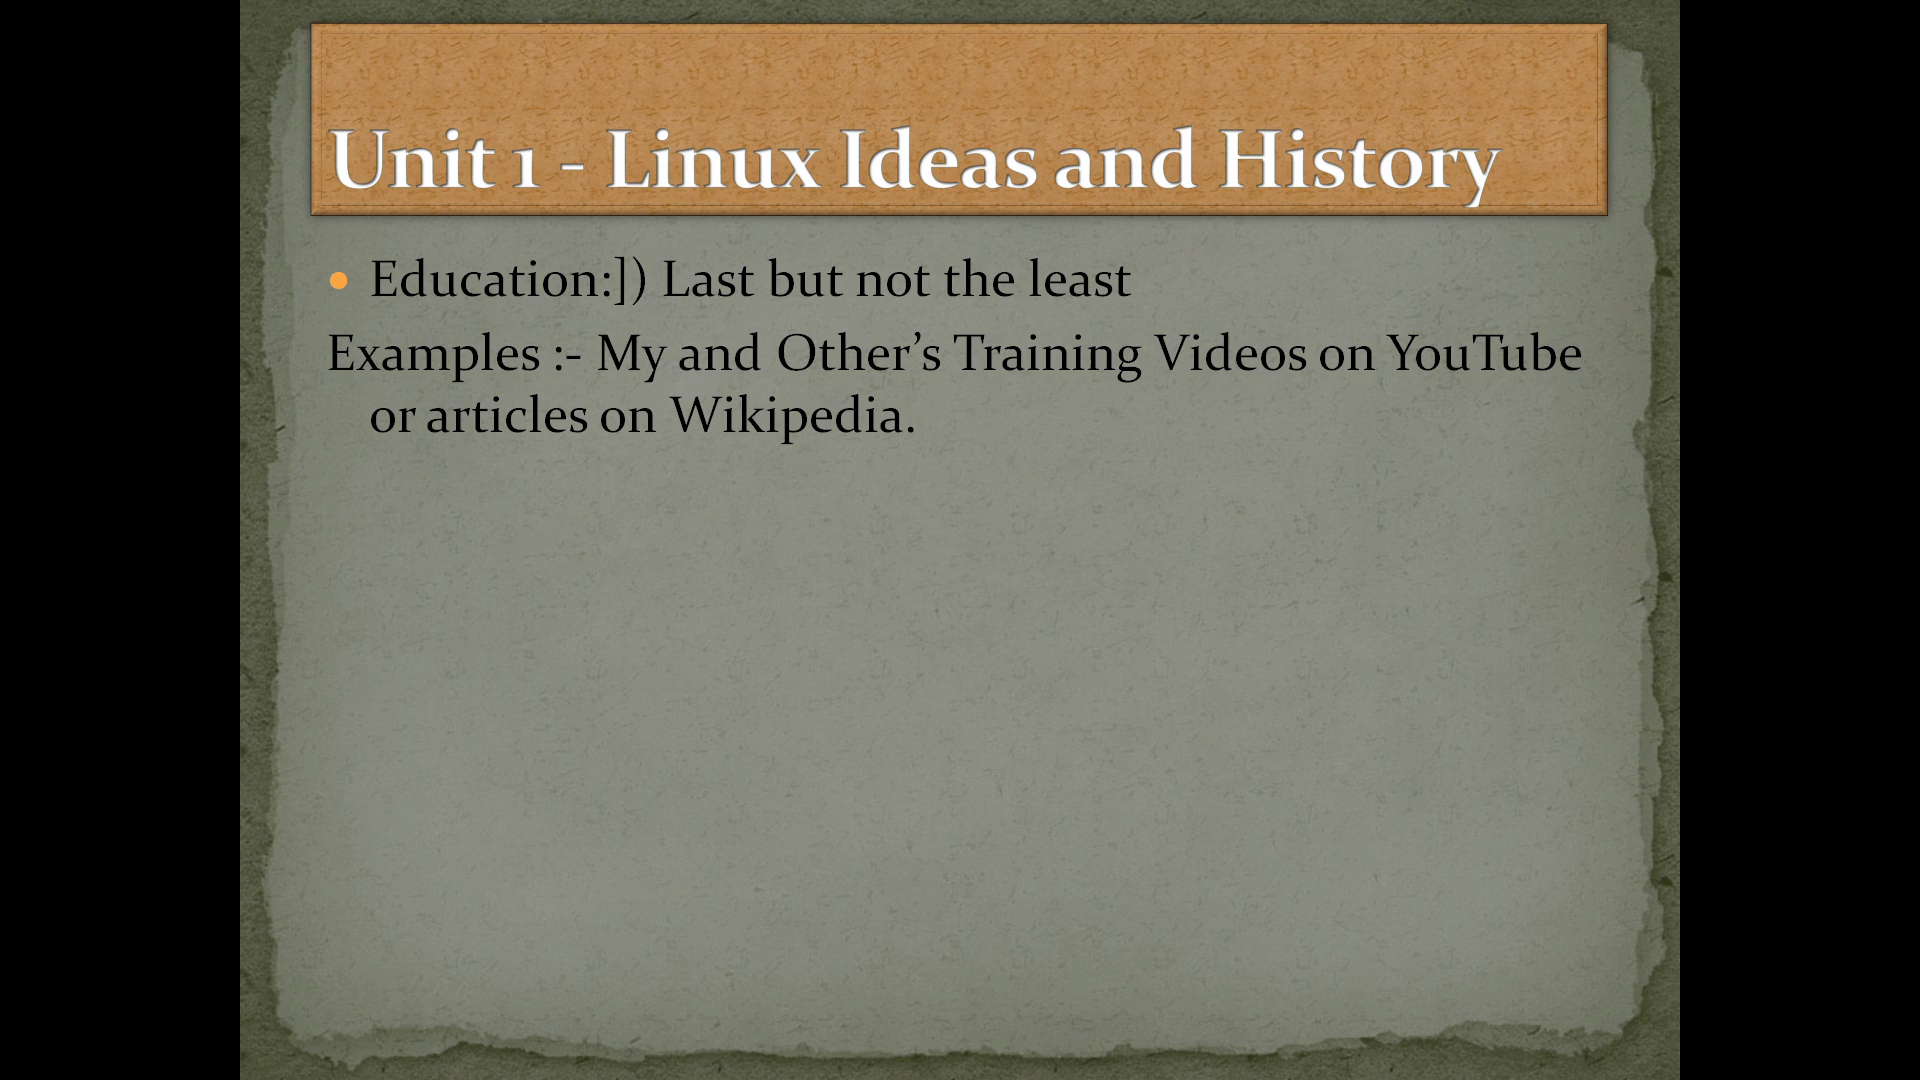 Unit 1 - Linux Ideas and History
Education:]) Last but not the least
Examples :- My and Other’s Training Videos on YouTube
or articles on Wikipedia.